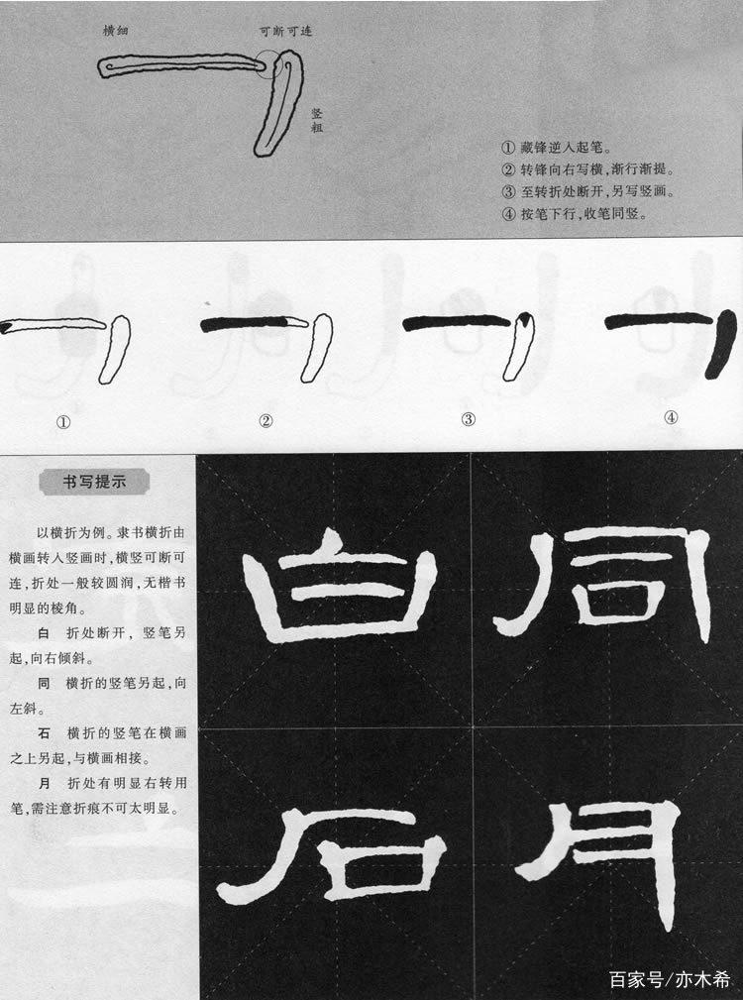 横细
可断可连
竖粗
① 藏锋逆入起笔。
② 转锋向右写横,渐行渐提。
③ 至转折处断开,另写竖画。
④ 按笔下行,收笔同竖。
①
②
③
④
书写提示
以横折为例。隶书横折由
横画转入竖画时,横竖可断可
连,折处一般较圆润,无楷书
明显的棱角。
白 折处断开，竖笔另
起,向右倾斜。
同 横折的竖笔另起,向
左斜。
石 横折的竖笔在横画
之上另起,与横画相接。
月 折处有明显右转用
笔,需注意折痕不可太明显。
白 同
石 月
百家号/亦木希